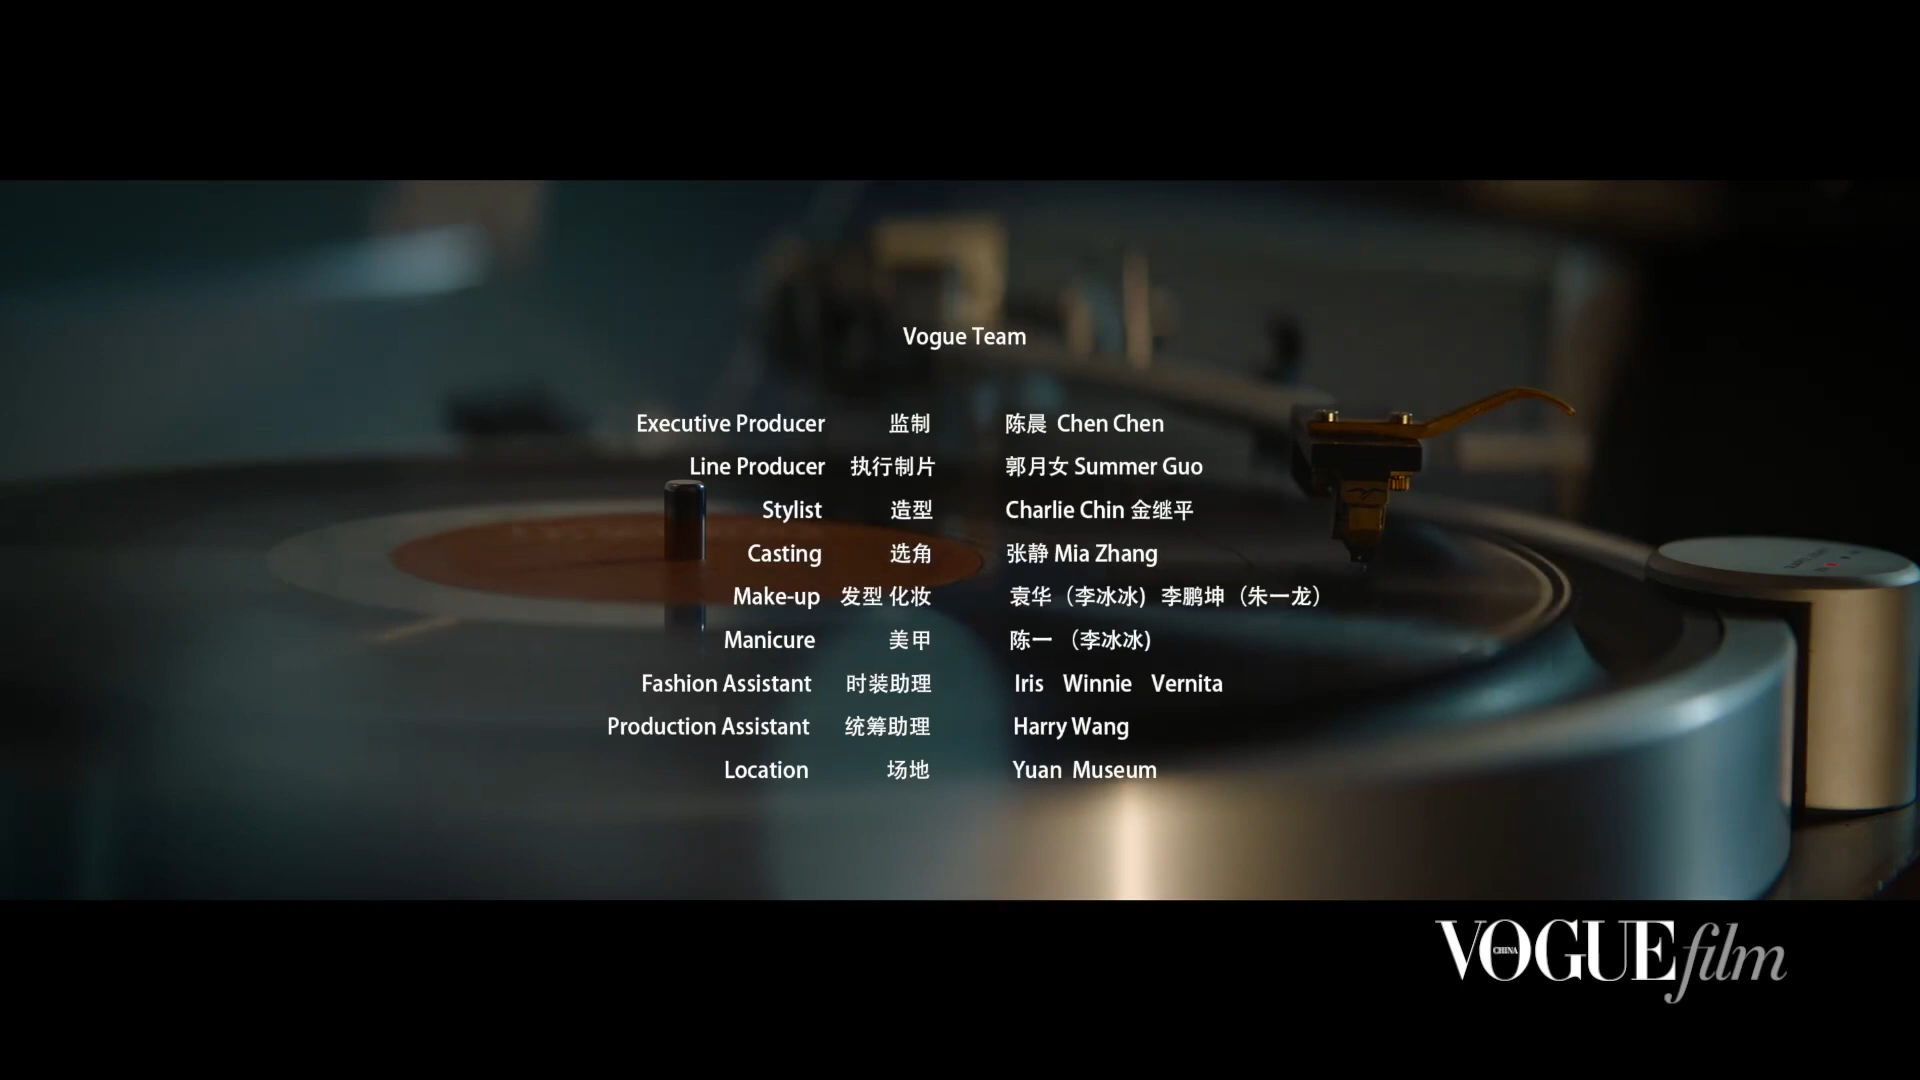 Vogue Team
Executive Producer 监制 陈晨 Chen Chen
Line Producer 执行制片 郭月女 Summer Guo
Stylist 造型 Charlie Chin 金继平
Casting 选角 张静 Mia Zhang
Make-up 发型 化妆 袁华（李冰冰) 李鹏坤（朱一龙）
Manicure 美甲 陈一 （李冰冰)
Fashion Assistant 时装助理 Iris Winnie Vernita
Production Assistant 统筹助理 Harry Wang
Location 场地 Yuan Museum
VOGUE CHINA film